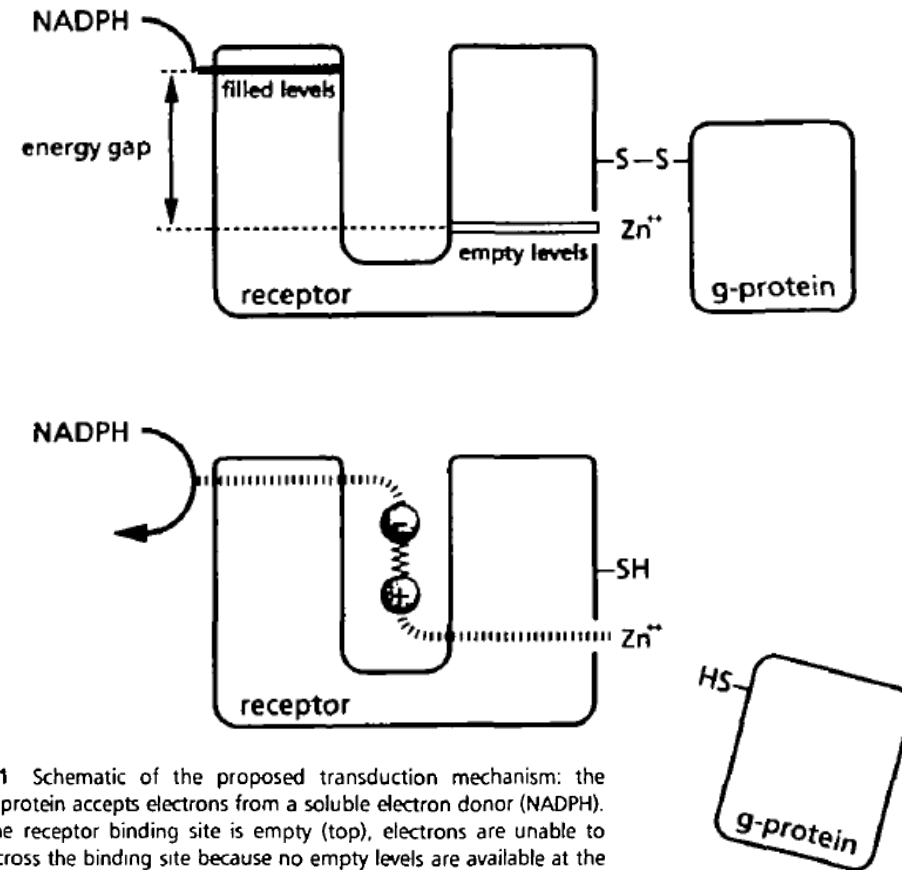 NADPH
filled levels
energy gap
-S-S-
Zn++
empty levels
receptor
g-protein
NADPH
-SH
Zn++
receptor
HS-
g-protein
1 Schematic of the proposed transduction mechanism: the
protein accepts electrons from a soluble electron donor (NADPH).
receptor binding site is empty (top), electrons are unable to
the binding site because no empty levels are available at the